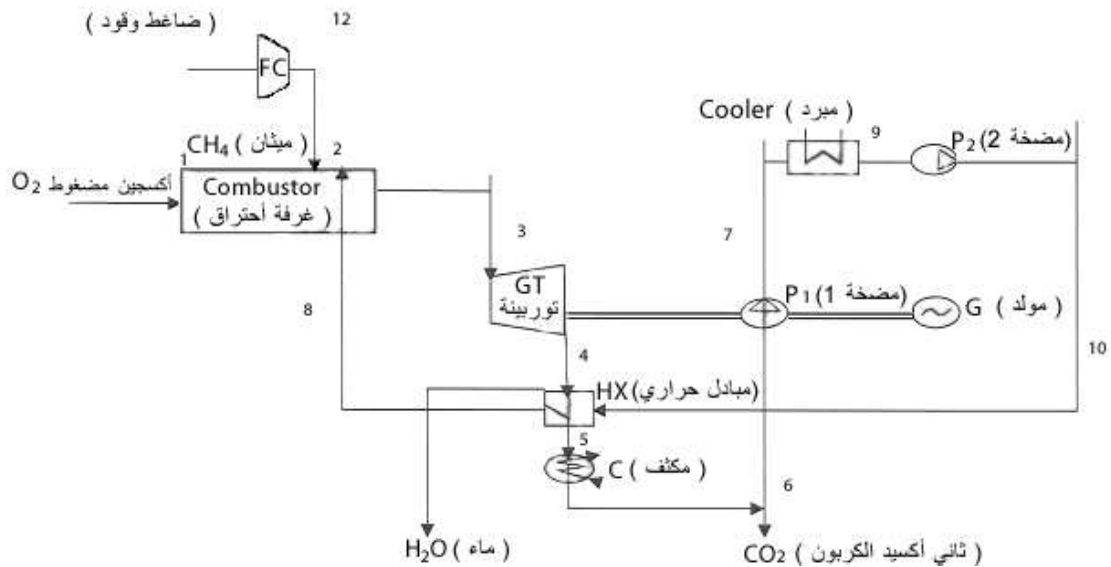 12
ضاغط وقود )
FC
Cooler ( مبرد )
9
P2 (مضخة 2)
CH4 ( ميثان )
2
1
O2 أكسجين مضغوط
Combustor
( غرفة أحتراق )
3
7
GT
توربينة
P1 (مضخة 1)
G ( مولد )
8
10
4
HX (مبادل حراري)
5
C ( مكثف )
6
H2O ( ماء )
CO2 ( ثاني أكسيد الكربون )